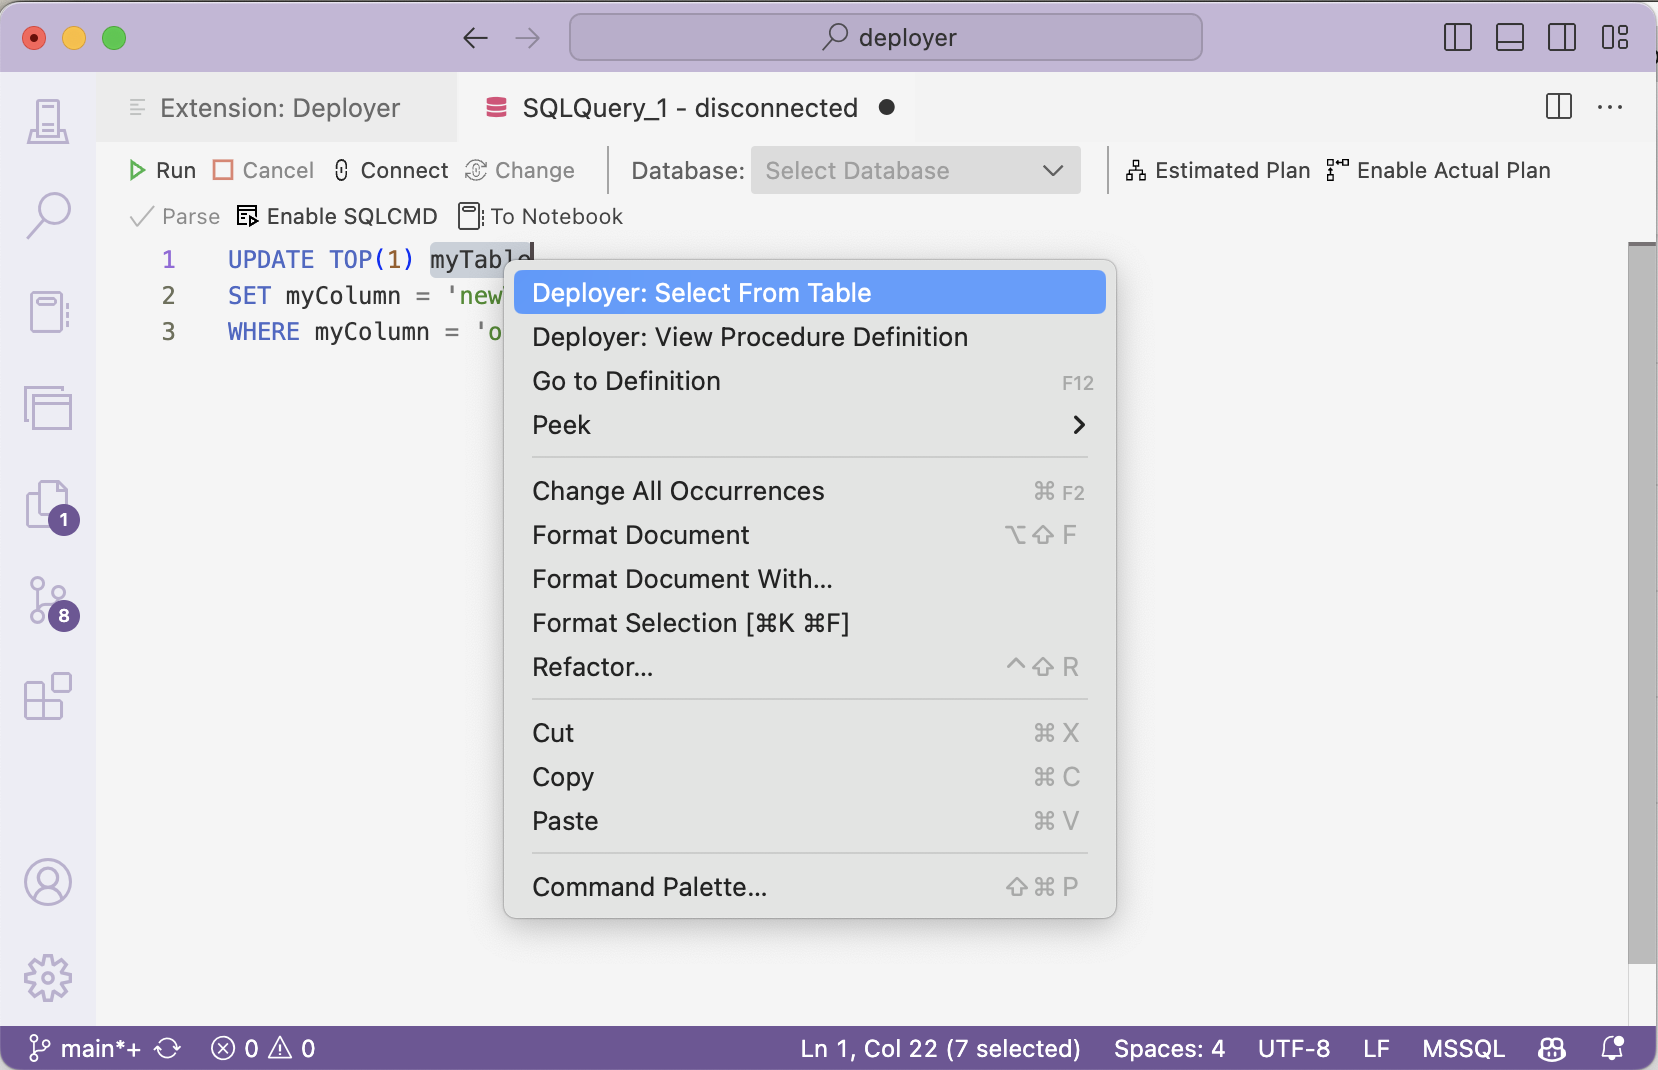 deployer
Extension: Deployer
SQLQuery_1 - disconnected
Run Cancel Connect Change Database: Select Database Estimated Plan Enable Actual Plan
Parse Enable SQLCMD To Notebook
1 UPDATE TOP(1) myTable
2 SET myColumn = 'new
3 WHERE myColumn = 'o
Deployer: Select From Table
Deployer: View Procedure Definition
Go to Definition F12
Peek
Change All Occurrences ⌘ F2
Format Document ⌥⇧ F
Format Document With...
Format Selection [⌘K ⌘F]
Refactor... ^⇧ R
Cut ⌘ X
Copy ⌘ C
Paste ⌘ V
Command Palette... ⇧⌘ P
1
8
main*+ 0 0 Ln 1, Col 22 (7 selected) Spaces: 4 UTF-8 LF MSSQL